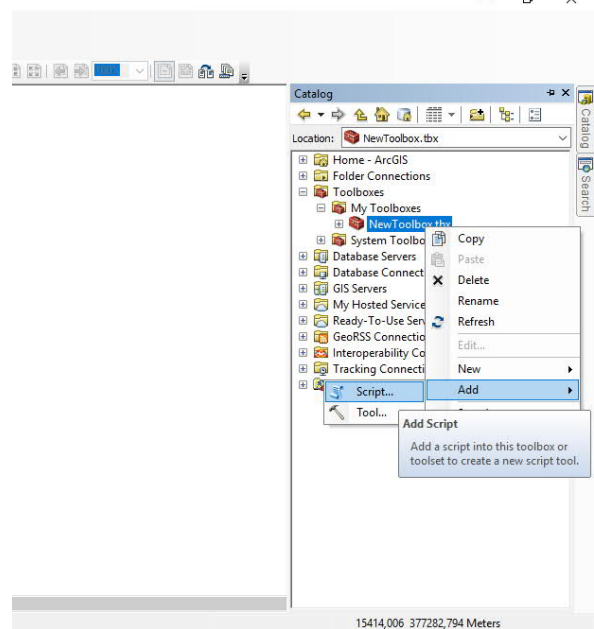 Catalog
Location: NewToolbox.tbx
Home - ArcGIS
Folder Connections
Toolboxes
My Toolboxes
NewToolbox.tbx
System Toolbo
Database Servers
Database Connect
GIS Servers
My Hosted Service
Ready-To-Use Serv
GeoRSS Connectio
Interoperability Co
Tracking Connecti
Copy
Paste
Delete
Rename
Refresh
Edit...
New
Add
Script...
Tool...
Add Script
Add a script into this toolbox or
toolset to create a new script tool.
Catalog
Search
15414,006 377282,794 Meters